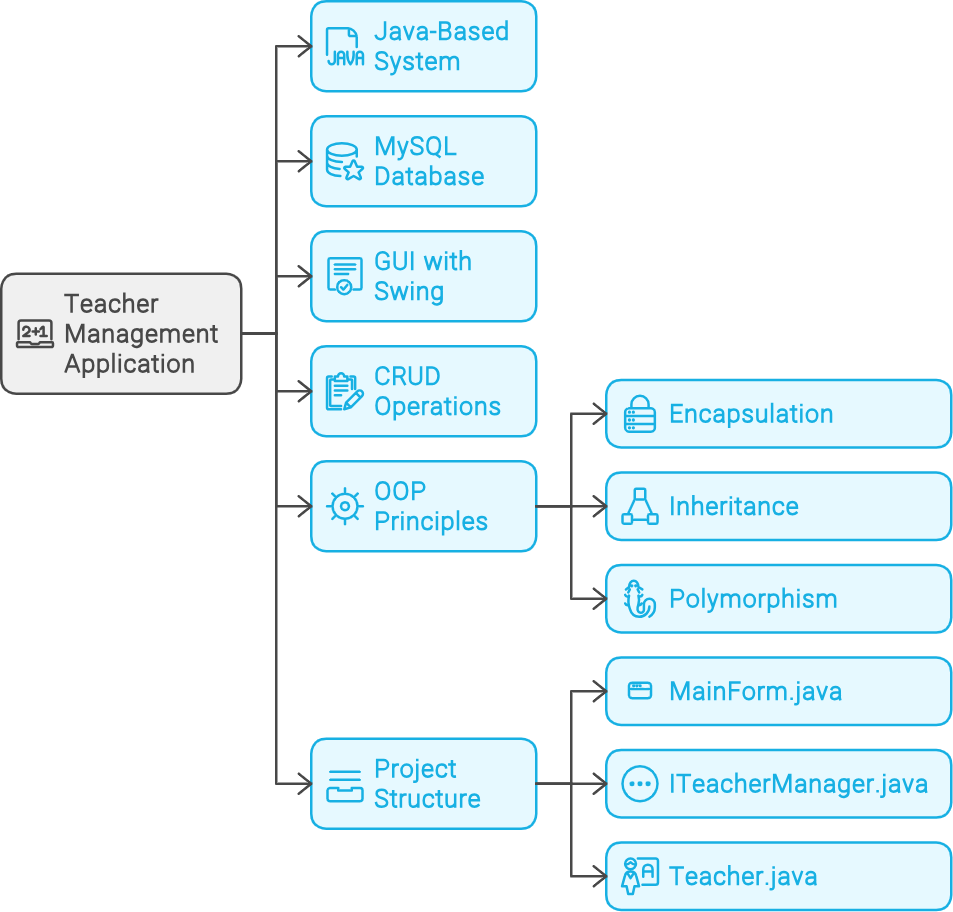 Java-Based
System
JAVA
MySQL
Database
GUI with
Swing
2+1
Teacher
Management
Application
CRUD
Operations
Encapsulation
OOP
Principles
Inheritance
Polymorphism
MainForm.java
Project
Structure
ITeacherManager.java
A
Teacher.java